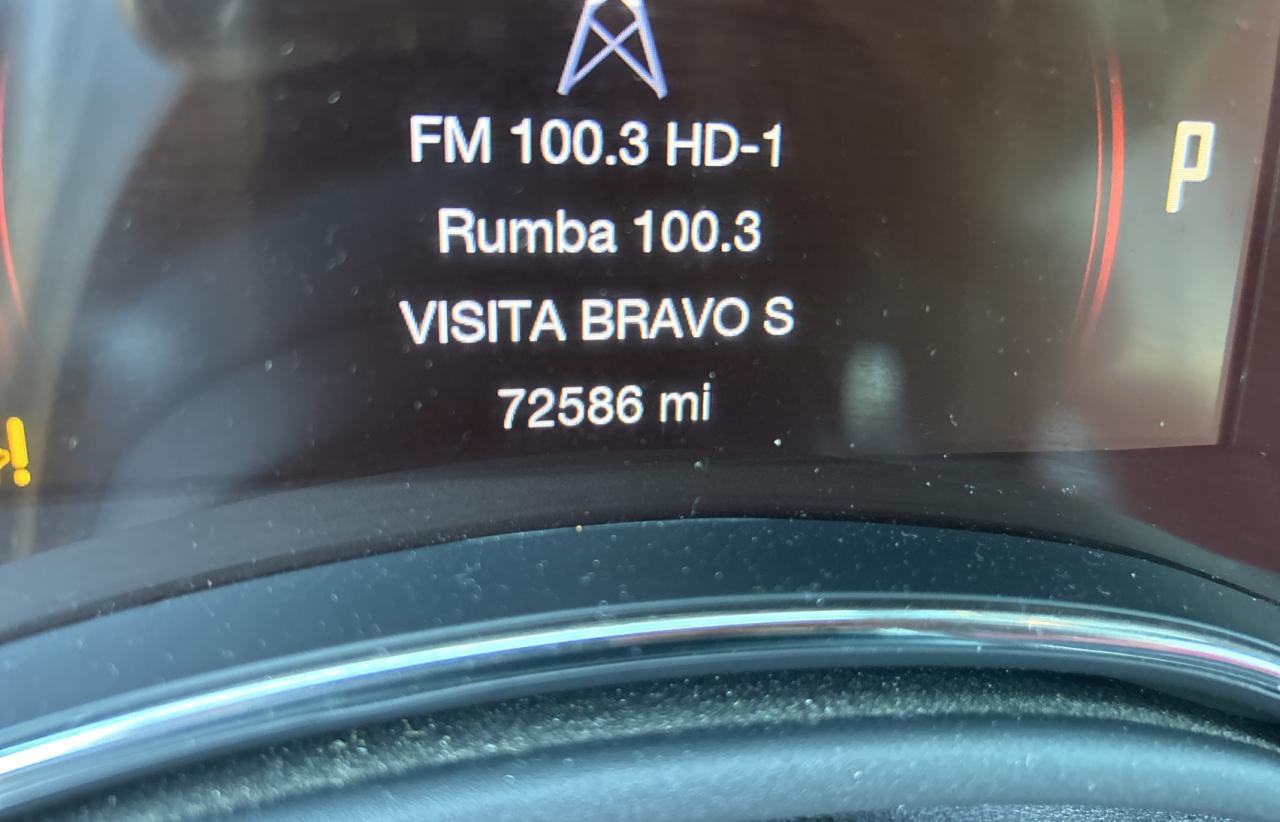 FM 100.3 HD-1
P
Rumba 100.3
VISITA BRAVO S
72586 mi
!